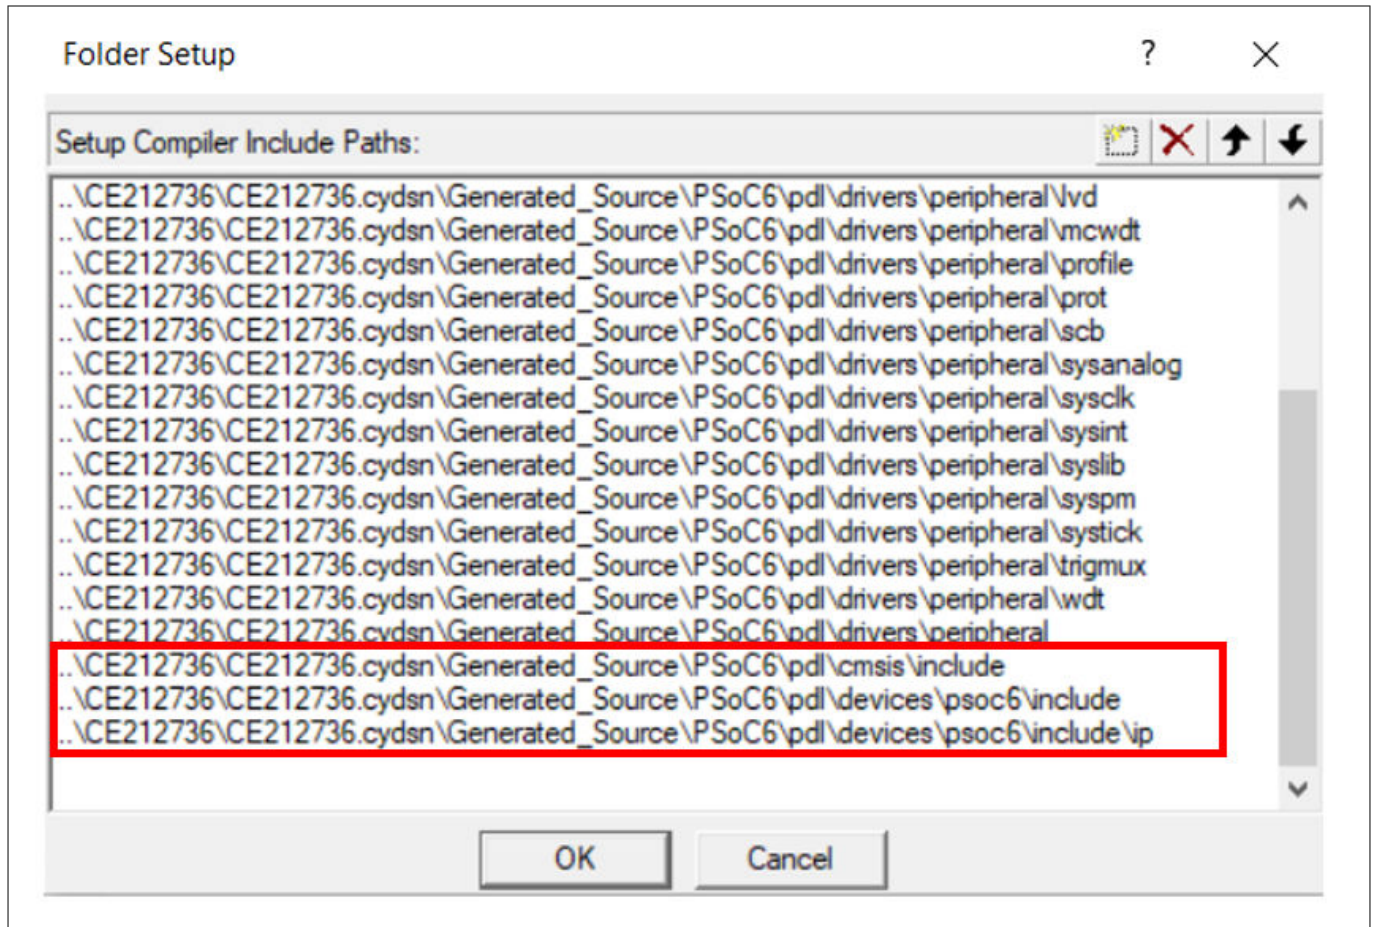 Folder Setup ? ×
Setup Compiler Include Paths:
..\CE212736\CE212736.cydsn\Generated_Source\PSoC6\pdl\drivers\peripheral\lvd
..\CE212736\CE212736.cydsn\Generated_Source\PSoC6\pdl\drivers\peripheral\mcwdt
..\CE212736\CE212736.cydsn\Generated_Source\PSoC6\pdl\drivers\peripheral\profile
..\CE212736\CE212736.cydsn\Generated_Source\PSoC6\pdl\drivers\peripheral\prot
..\CE212736\CE212736.cydsn\Generated_Source\PSoC6\pdl\drivers\peripheral\scb
..\CE212736\CE212736.cydsn\Generated_Source\PSoC6\pdl\drivers\peripheral\sysanalog
..\CE212736\CE212736.cydsn\Generated_Source\PSoC6\pdl\drivers\peripheral\sysclk
..\CE212736\CE212736.cydsn\Generated_Source\PSoC6\pdl\drivers\peripheral\sysint
..\CE212736\CE212736.cydsn\Generated_Source\PSoC6\pdl\drivers\peripheral\syslib
..\CE212736\CE212736.cydsn\Generated_Source\PSoC6\pdl\drivers\peripheral\syspm
..\CE212736\CE212736.cydsn\Generated_Source\PSoC6\pdl\drivers\peripheral\systick
..\CE212736\CE212736.cydsn\Generated_Source\PSoC6\pdl\drivers\peripheral\trigmux
..\CE212736\CE212736.cydsn\Generated_Source\PSoC6\pdl\drivers\peripheral\wdt
..\CE212736\CE212736.cydsn\Generated_Source\PSoC6\pdl\drivers\peripheral
..\CE212736\CE212736.cydsn\Generated_Source\PSoC6\pdl\cmsis\include
..\CE212736\CE212736.cydsn\Generated_Source\PSoC6\pdl\devices\psoc6\include
..\CE212736\CE212736.cydsn\Generated_Source\PSoC6\pdl\devices\psoc6\include\ip
OK Cancel